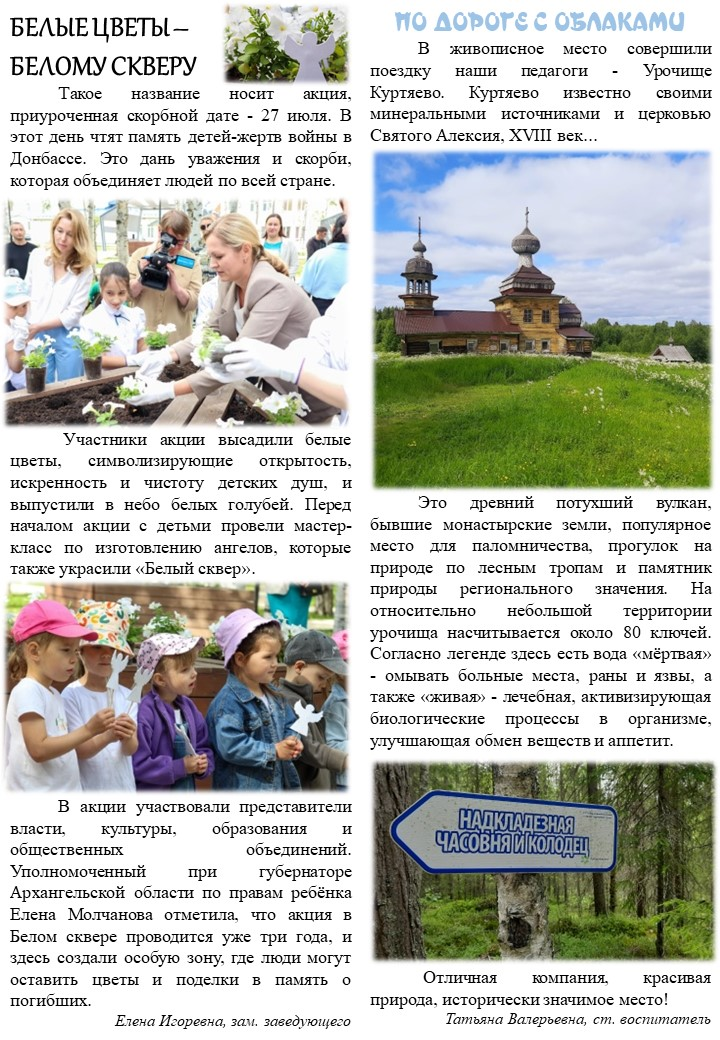 БЕЛЫЕ ЦВЕТЫ –
БЕЛОМУ СКВЕРУ
Такое название носит акция,
приуроченная скорбной дате - 27 июля. В
этот день чтят память детей-жертв войны в
Донбассе. Это дань уважения и скорби,
которая объединяет людей по всей стране.
Участники акции высадили белые
цветы, символизирующие открытость,
искренность и чистоту детских душ, и
выпустили в небо белых голубей. Перед
началом акции с детьми провели мастер-
класс по изготовлению ангелов, которые
также украсили «Белый сквер».
В акции участвовали представители
власти, культуры, образования и
общественных объединений.
Уполномоченный при губернаторе
Архангельской области по правам ребёнка
Елена Молчанова отметила, что акция в
Белом сквере проводится уже три года, и
здесь создали особую зону, где люди могут
оставить цветы и поделки в память о
погибших.
Елена Игоревна, зам. заведующего
ПО ДОРОГЕ С ОБЛАКАМИ
В живописное место совершили
поездку наши педагоги - Урочище
Куртяево. Куртяево известно своими
минеральными источниками и церковью
Святого Алексия, XVIII век...
Это древний потухший вулкан,
бывшие монастырские земли, популярное
место для паломничества, прогулок на
природе по лесным тропам и памятник
природы регионального значения. На
относительно небольшой территории
урочища насчитывается около 80 ключей.
Согласно легенде здесь есть вода «мёртвая»
- омывать больные места, раны и язвы, а
также «живая» - лечебная, активизирующая
биологические процессы в организме,
улучшающая обмен веществ и аппетит.
НАДКЛАДЕЗНАЯ
ЧАСОВНЯ И КОЛОДЕЦ
Отличная компания, красивая
природа, исторически значимое место!
Татьяна Валерьевна, ст. воспитатель